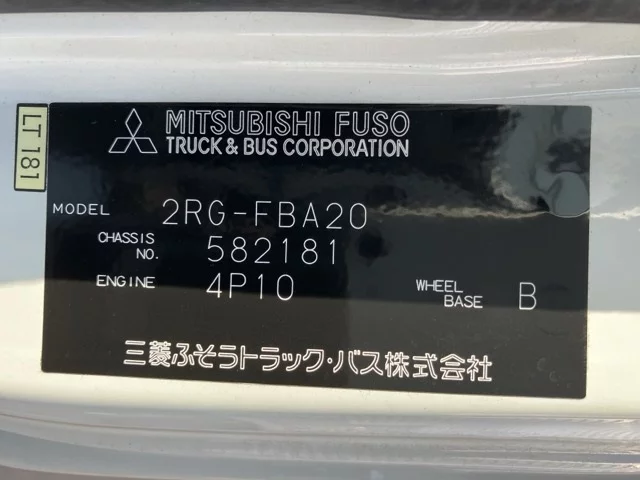 LT 181
MITSUBISHI FUSO
TRUCK & BUS CORPORATION
MODEL 2RG-FBA20
CHASSIS NO. 582181
ENGINE 4P10 WHEEL BASE B
三菱ふそうトラック・バス株式会社